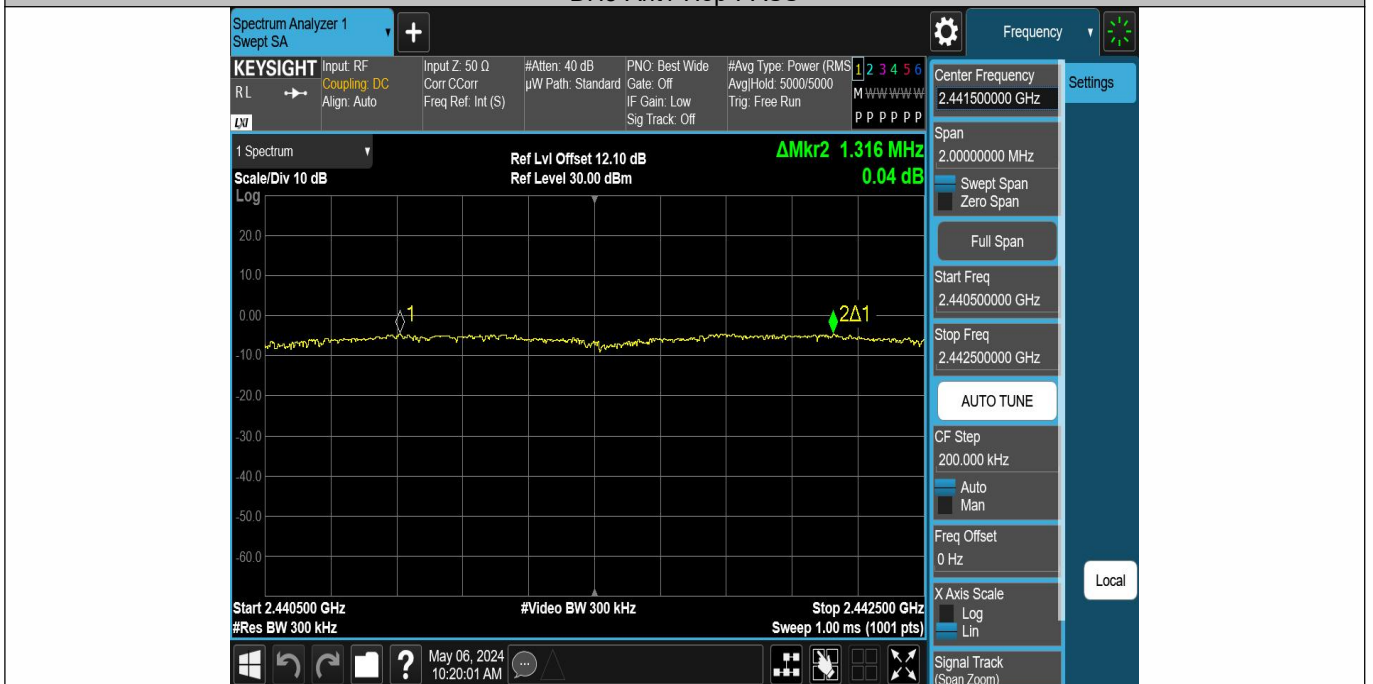 Spectrum Analyzer 1
Swept SA
+
Frequency
KEYSIGHT
RL
LXI
Input: RF
Coupling: DC
Align: Auto
Input Z: 50 Ω
Corr CCorr
Freq Ref: Int (S)
#Atten: 40 dB
µW Path: Standard
PNO: Best Wide
Gate: Off
IF Gain: Low
Sig Track: Off
#Avg Type: Power (RMS
Avg|Hold: 5000/5000
Trig: Free Run
1 2 3 4 5 6
M W W W W W
P P P P P P
Center Frequency
2.441500000 GHz
Settings
Span
2.00000000 MHz
Swept Span
Zero Span
Full Span
Start Freq
2.440500000 GHz
Stop Freq
2.442500000 GHz
AUTO TUNE
CF Step
200.000 kHz
Auto
Man
Freq Offset
0 Hz
X Axis Scale
Log
Lin
Signal Track
(Span Zoom)
Local
1 Spectrum
Scale/Div 10 dB
Log
Ref Lvl Offset 12.10 dB
Ref Level 30.00 dBm
ΔMkr2 1.316 MHz
0.04 dB
20.0
10.0
0.00
-10.0
-20.0
-30.0
-40.0
-50.0
-60.0
1
2Δ1
Start 2.440500 GHz
#Res BW 300 kHz
#Video BW 300 kHz
Stop 2.442500 GHz
Sweep 1.00 ms (1001 pts)
?
May 06, 2024
10:20:01 AM